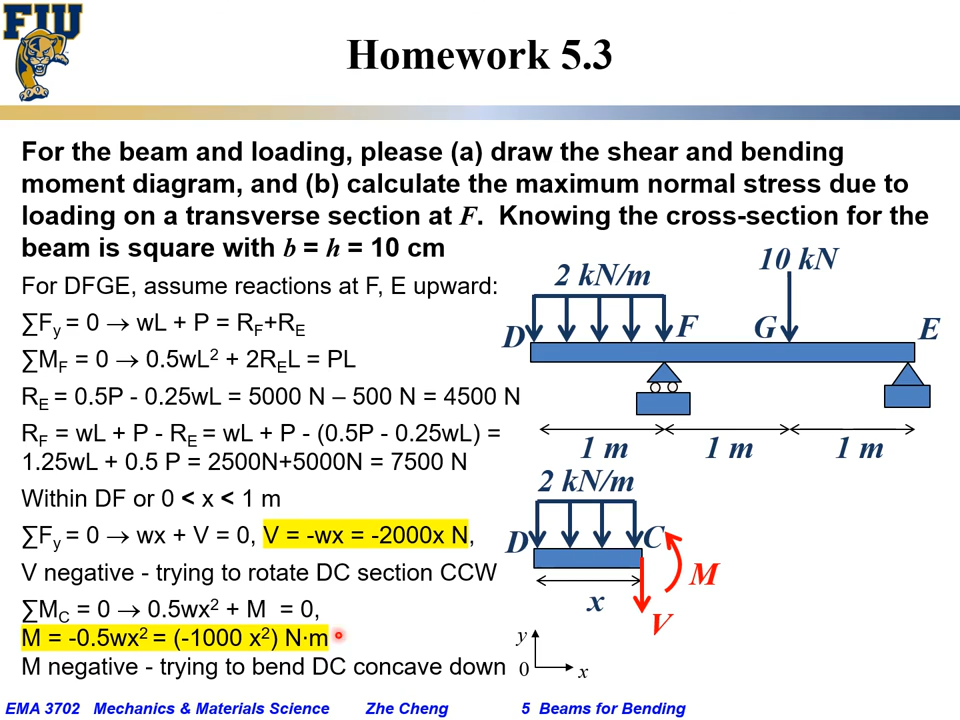 FIU
Homework 5.3
For the beam and loading, please (a) draw the shear and bending
moment diagram, and (b) calculate the maximum normal stress due to
loading on a transverse section at F. Knowing the cross-section for the
beam is square with b = h = 10 cm
For DFGE, assume reactions at F, E upward:
∑Fy = 0 → wL + P = RF+RE
∑MF = 0 → 0.5wL² + 2REL = PL
RE = 0.5P - 0.25wL = 5000 N – 500 N = 4500 N
RF = wL + P - RE = wL + P - (0.5P - 0.25wL) =
1.25wL + 0.5 P = 2500N+5000N = 7500 N
Within DF or 0 < x < 1 m
∑Fy = 0 → wx + V = 0, V = -wx = -2000x N,
V negative - trying to rotate DC section CCW
∑MC = 0 → 0.5wx² + M = 0,
M = -0.5wx² = (-1000 x²) N·m
M negative - trying to bend DC concave down
2 kN/m
10 kN
D
F
G
E
1 m
1 m
1 m
2 kN/m
D
C
M
x
V
y
0
x
EMA 3702 Mechanics & Materials Science Zhe Cheng 5 Beams for Bending